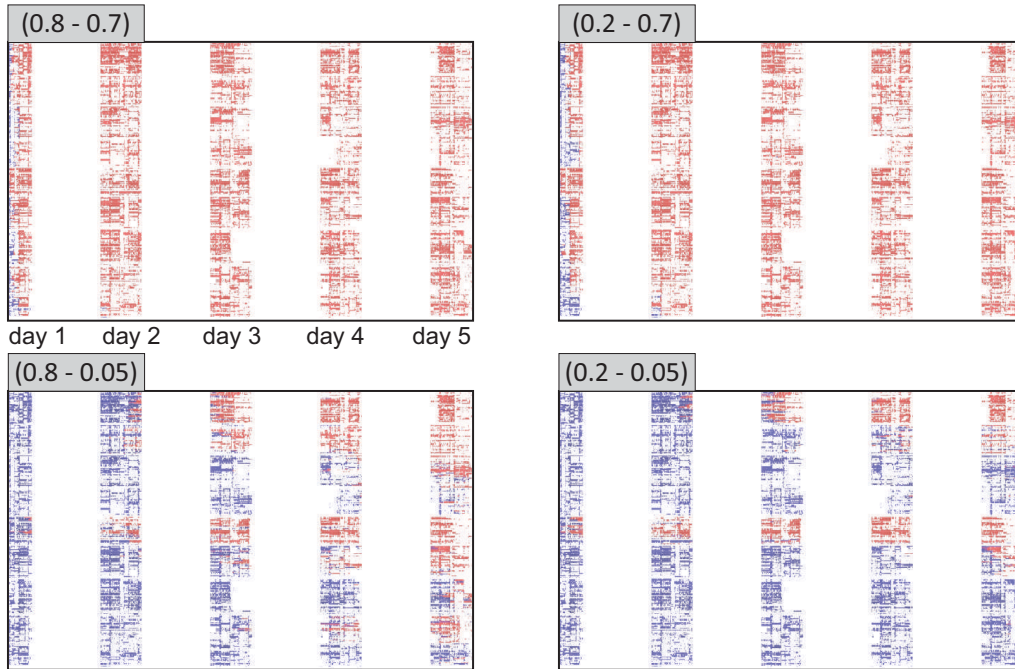 (0.8 - 0.7)
(0.2 - 0.7)
day 1 day 2 day 3 day 4 day 5
(0.8 - 0.05)
(0.2 - 0.05)